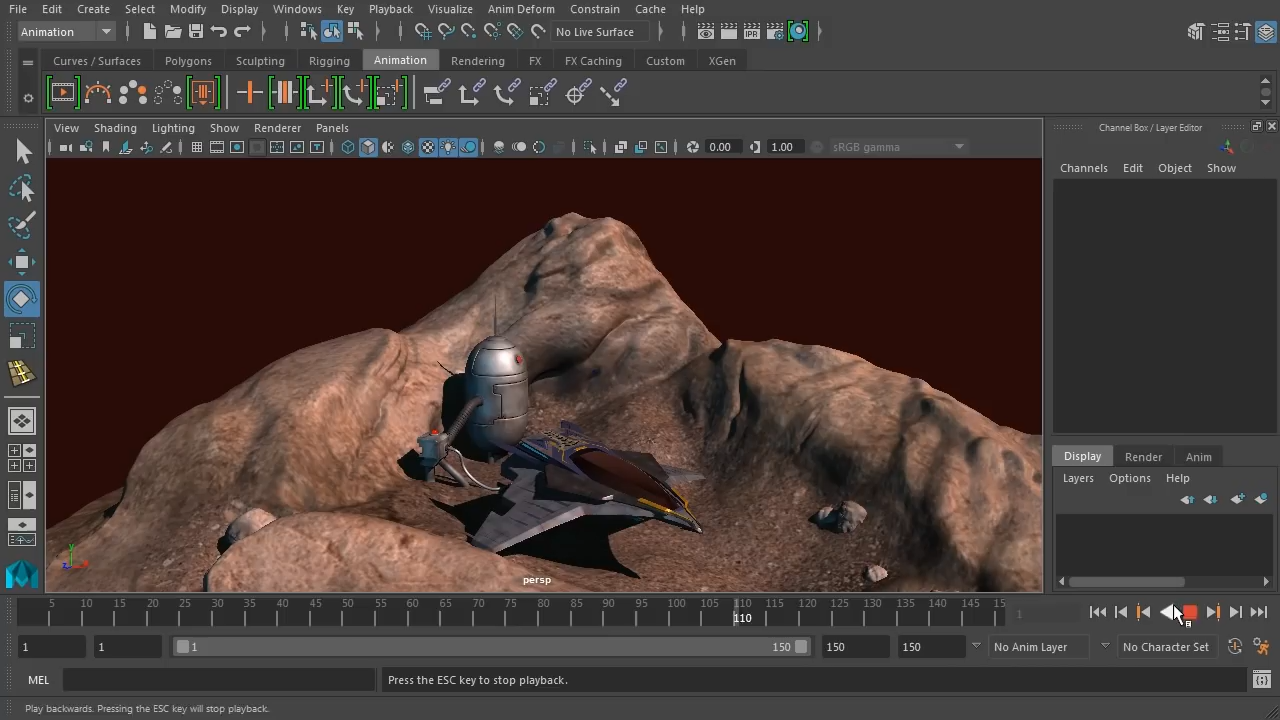 File Edit Create Select Modify Display Windows Key Playback Visualize Anim Deform Constrain Cache Help
Animation No Live Surface IPR
Curves / Surfaces Polygons Sculpting Rigging Animation Rendering FX FX Caching Custom XGen
View Shading Lighting Show Renderer Panels
0.00 1.00 sRGB gamma
Channel Box / Layer Editor
Channels Edit Object Show
persp
y
z
Display Render Anim
Layers Options Help
5 10 15 20 25 30 35 40 45 50 55 60 65 70 75 80 85 90 95 100 105 110 115 120 125 130 135 140 145 15
110
1
1 1 1 150 150 150 No Anim Layer No Character Set
MEL Press the ESC key to stop playback.
Play backwards. Pressing the ESC key will stop playback.